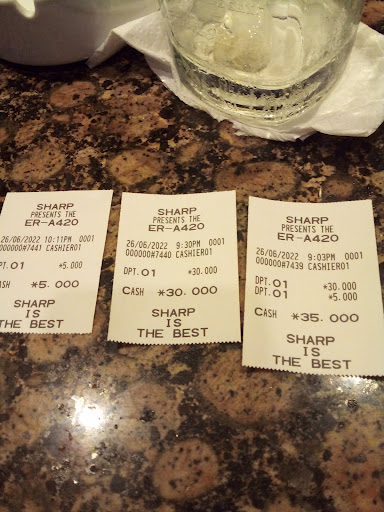 SHARP
PRESENTS THE
ER-A420
26/06/2022 10:11PM 0001
000000#7441 CASHIER01
DPT.01 *5.000
CASH *5.000
SHARP
IS
THE BEST
SHARP
PRESENTS THE
ER-A420
26/06/2022 9:30PM 0001
000000#7440 CASHIER01
DPT.01 *30.000
CASH *30.000
SHARP
IS
THE BEST
SHARP
PRESENTS THE
ER-A420
26/06/2022 9:03PM 0001
000000#7439 CASHIER01
DPT.01 *30.000
DPT.01 *5.000
CASH *35.000
SHARP
IS
THE BEST